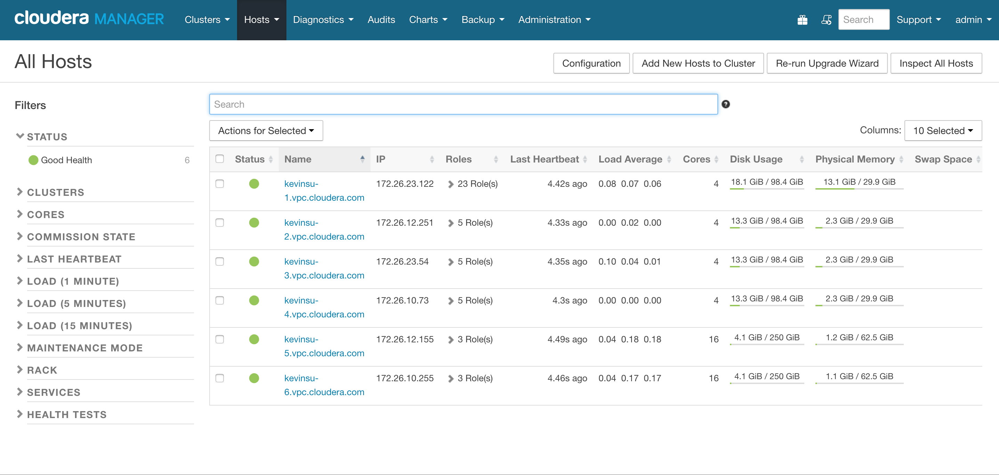 cloudera MANAGER Clusters Hosts Diagnostics Audits Charts Backup Administration Search Support admin
All Hosts
Configuration Add New Hosts to Cluster Re-run Upgrade Wizard Inspect All Hosts
Filters
STATUS
Good Health 6
CLUSTERS
CORES
COMMISSION STATE
LAST HEARTBEAT
LOAD (1 MINUTE)
LOAD (5 MINUTES)
LOAD (15 MINUTES)
MAINTENANCE MODE
RACK
SERVICES
HEALTH TESTS
Search ?
Actions for Selected Columns: 10 Selected
Status Name IP Roles Last Heartbeat Load Average Cores Disk Usage Physical Memory Swap Space
kevinsu- 172.26.23.122 23 Role(s) 4.42s ago 0.08 0.07 0.06 4 18.1 GiB / 98.4 GiB 13.1 GiB / 29.9 GiB
1.vpc.cloudera.com
kevinsu- 172.26.12.251 5 Role(s) 4.33s ago 0.00 0.02 0.00 4 13.3 GiB / 98.4 GiB 2.3 GiB / 29.9 GiB
2.vpc.cloudera.com
kevinsu- 172.26.23.54 5 Role(s) 4.35s ago 0.10 0.04 0.01 4 13.3 GiB / 98.4 GiB 2.3 GiB / 29.9 GiB
3.vpc.cloudera.com
kevinsu- 172.26.10.73 5 Role(s) 4.3s ago 0.00 0.00 0.00 4 13.3 GiB / 98.4 GiB 2.3 GiB / 29.9 GiB
4.vpc.cloudera.com
kevinsu- 172.26.12.155 3 Role(s) 4.49s ago 0.04 0.18 0.18 16 4.1 GiB / 250 GiB 1.2 GiB / 62.5 GiB
5.vpc.cloudera.com
kevinsu- 172.26.10.255 3 Role(s) 4.46s ago 0.04 0.17 0.17 16 4.1 GiB / 250 GiB 1.1 GiB / 62.5 GiB
6.vpc.cloudera.com